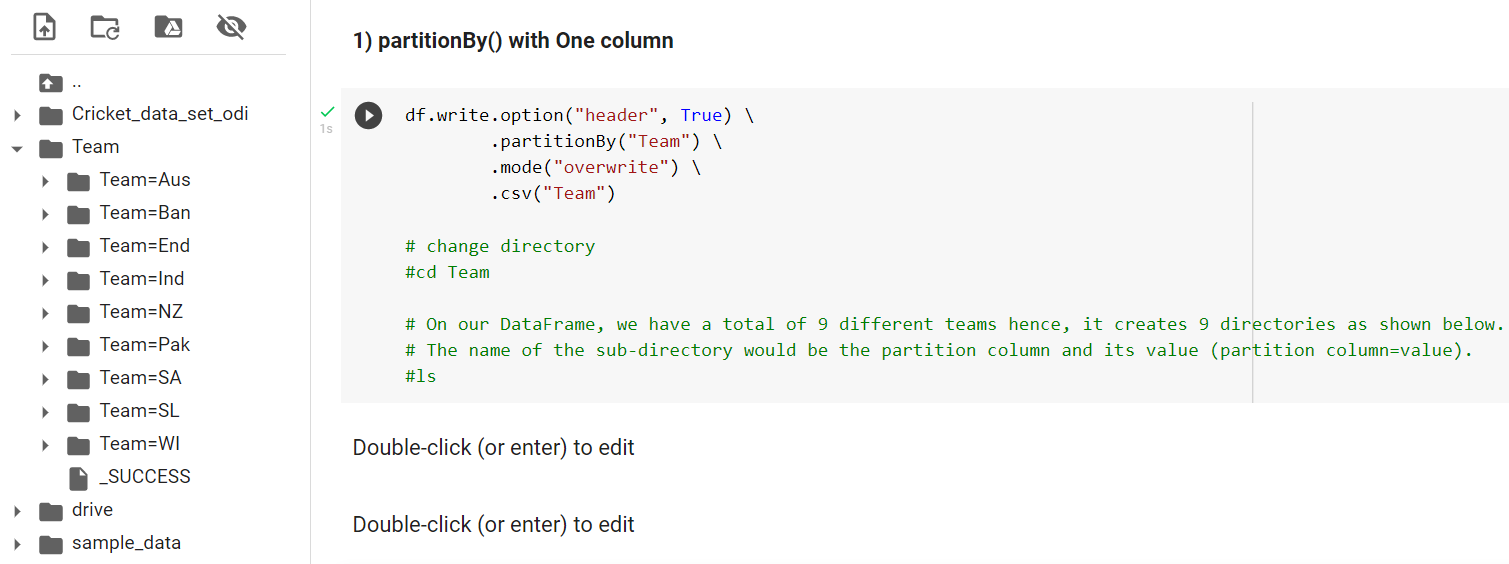 ..
Cricket_data_set_odi
Team
Team=Aus
Team=Ban
Team=End
Team=Ind
Team=NZ
Team=Pak
Team=SA
Team=SL
Team=WI
_SUCCESS
drive
sample_data
1) partitionBy() with One column
1s
df.write.option("header", True) \
        .partitionBy("Team") \
        .mode("overwrite") \
        .csv("Team")
# change directory
#cd Team
# On our DataFrame, we have a total of 9 different teams hence, it creates 9 directories as shown below.
# The name of the sub-directory would be the partition column and its value (partition column=value).
#ls
Double-click (or enter) to edit
Double-click (or enter) to edit